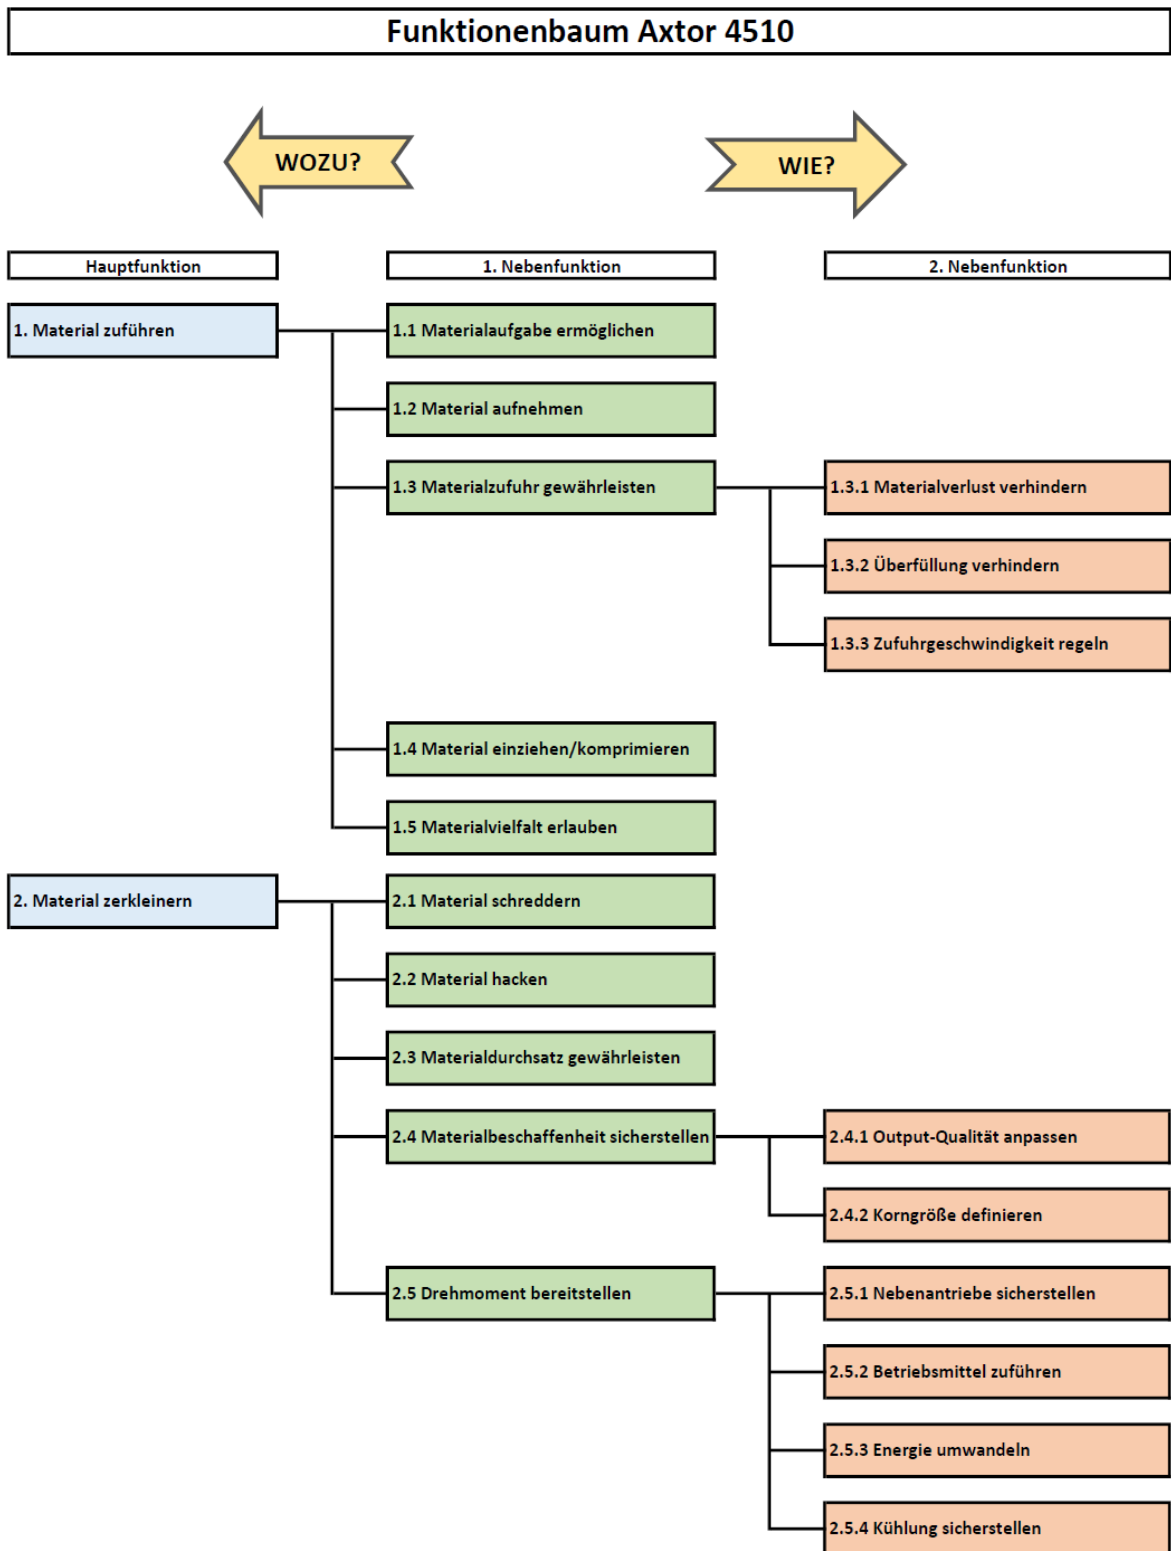 Funktionenbaum Axtor 4510
WOZU?
WIE?
Hauptfunktion
1. Nebenfunktion
2. Nebenfunktion
1. Material zuführen
1.1 Materialaufgabe ermöglichen
1.2 Material aufnehmen
1.3 Materialzufuhr gewährleisten
1.3.1 Materialverlust verhindern
1.3.2 Überfüllung verhindern
1.3.3 Zufuhrgeschwindigkeit regeln
1.4 Material einziehen/komprimieren
1.5 Materialvielfalt erlauben
2. Material zerkleinern
2.1 Material schreddern
2.2 Material hacken
2.3 Materialdurchsatz gewährleisten
2.4 Materialbeschaffenheit sicherstellen
2.4.1 Output-Qualität anpassen
2.4.2 Korngröße definieren
2.5 Drehmoment bereitstellen
2.5.1 Nebenantriebe sicherstellen
2.5.2 Betriebsmittel zuführen
2.5.3 Energie umwandeln
2.5.4 Kühlung sicherstellen